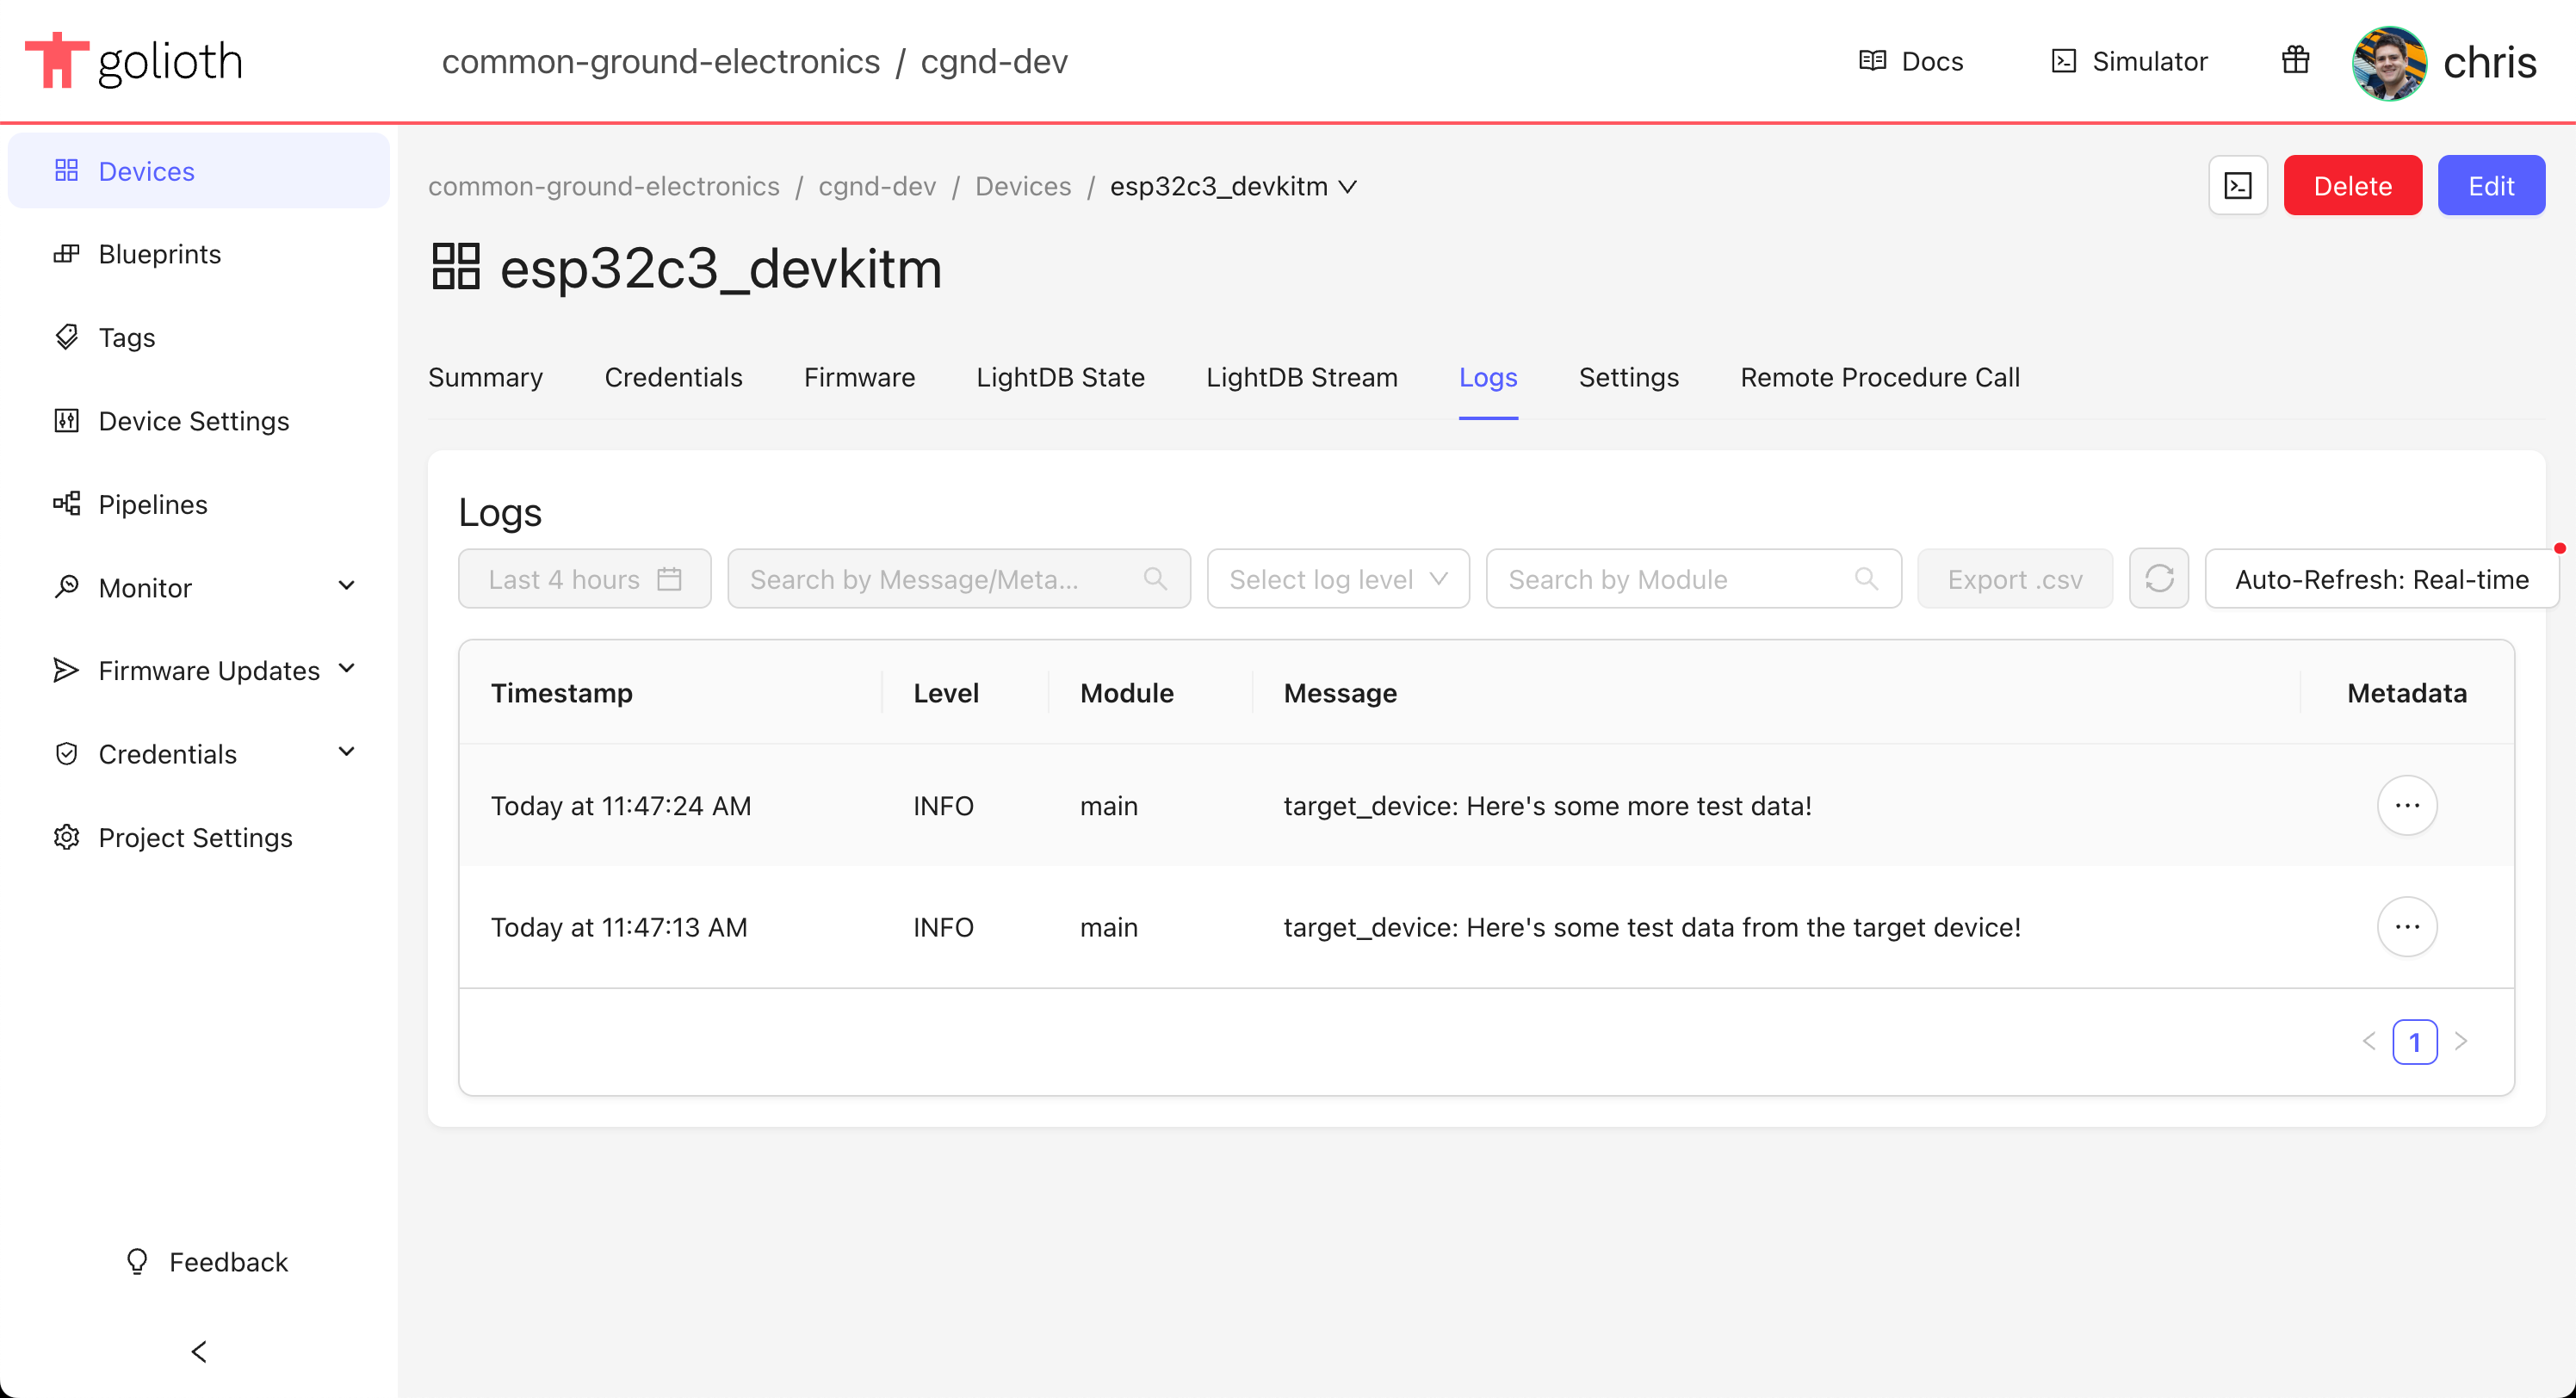 golioth
common-ground-electronics / cgnd-dev
Docs
Simulator
chris
Devices
Blueprints
Tags
Device Settings
Pipelines
Monitor
Firmware Updates
Credentials
Project Settings
Feedback
common-ground-electronics / cgnd-dev / Devices / esp32c3_devkitm
Delete
Edit
esp32c3_devkitm
Summary Credentials Firmware LightDB State LightDB Stream Logs Settings Remote Procedure Call
Logs
Last 4 hours
Search by Message/Meta...
Select log level
Search by Module
Export .csv
Auto-Refresh: Real-time
Timestamp Level Module Message Metadata
Today at 11:47:24 AM INFO main target_device: Here's some more test data!
Today at 11:47:13 AM INFO main target_device: Here's some test data from the target device!
1